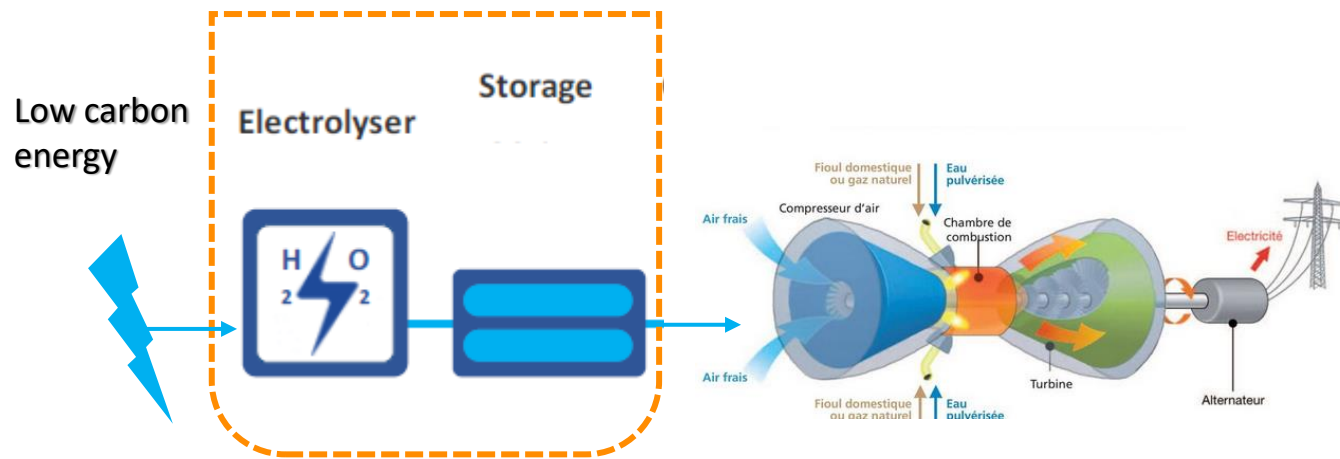 Low carbon
energy
Electrolyser
Storage
H O
2 2
Fioul domestique
ou gaz naturel
Eau
pulvérisée
Compresseur d'air
Chambre de
combustion
Air frais
Electricité
Air frais
Turbine
Alternateur
Fioul domestique
ou gaz naturel
Eau
pulvérisée